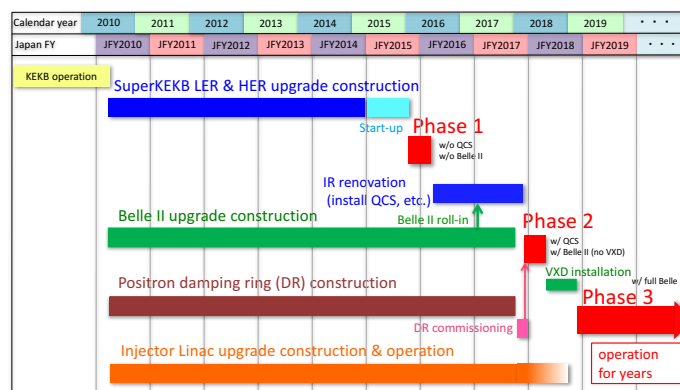 Calendar year 2010 2011 2012 2013 2014 2015 2016 2017 2018 2019 · · ·
Japan FY JFY2010 JFY2011 JFY2012 JFY2013 JFY2014 JFY2015 JFY2016 JFY2017 JFY2018 JFY2019 · · ·
KEKB operation
SuperKEKB LER & HER upgrade construction
Start-up
Phase 1
w/o QCS
w/o Belle II
IR renovation
(install QCS, etc.)
Belle II upgrade construction
Belle II roll-in
Phase 2
w/ QCS
w/ Belle II (no VXD)
VXD installation
w/ full Belle
Positron damping ring (DR) construction
Phase 3
DR commissioning
Injector Linac upgrade construction & operation
operation
for years